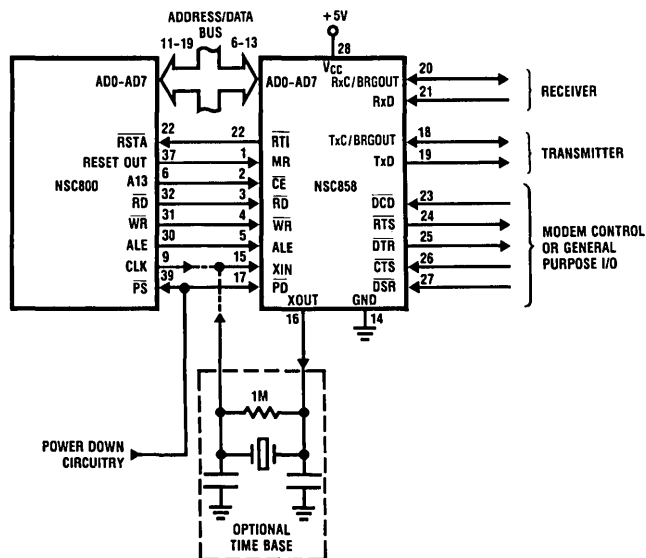 ADDRESS/DATA
BUS
11-19 6-13
+5V
28
VCC
AD0-AD7
AD0-AD7
RxC/BRGOUT 20
RxD 21
RECEIVER
RSTA 22 22 RTI
TxC/BRGOUT 18
TxD 19
TRANSMITTER
RESET OUT 37 1 MR
NSC800
A13 6 2 CE
NSC858
RD 32 3 RD
DCD 23
WR 31 4 WR
RTS 24
ALE 30 5 ALE
DTR 25
CLK 9 15 XIN
CTS 26
PS 39 17 PD
DSR 27
MODEM CONTROL
OR GENERAL
PURPOSE I/O
XOUT GND
16 14
1M
POWER DOWN
CIRCUITRY
OPTIONAL
TIME BASE